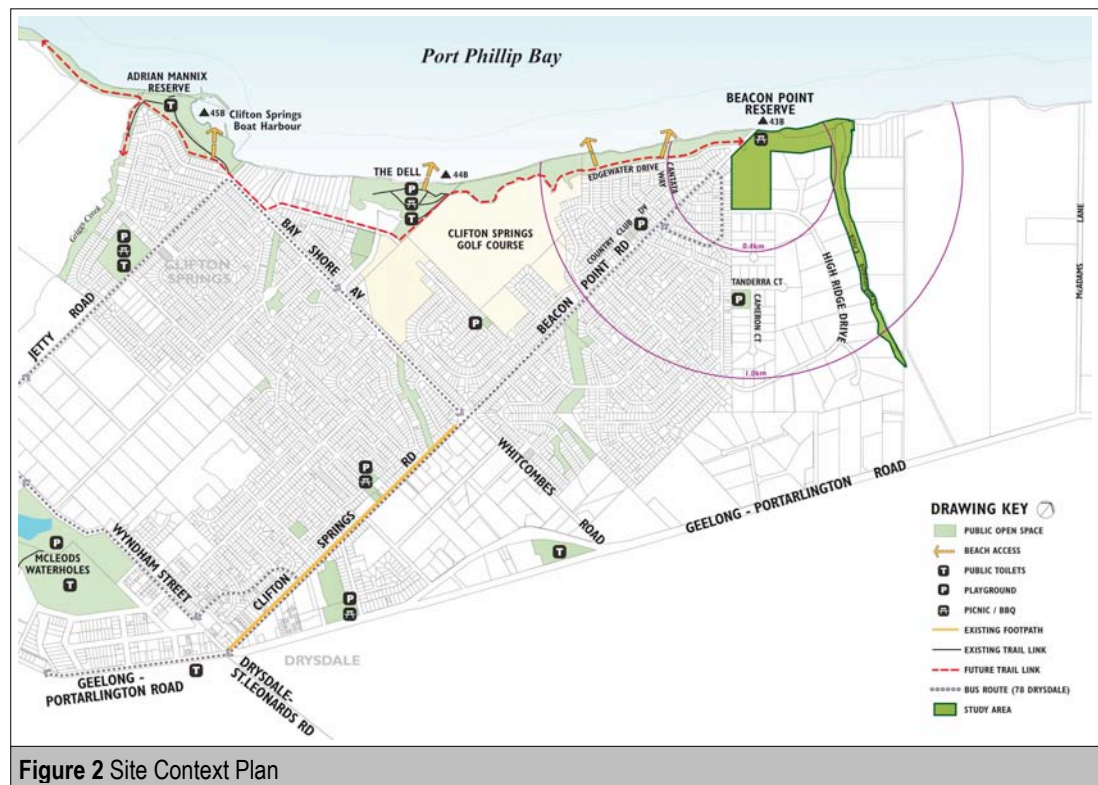 Port Phillip Bay
ADRIAN MANNIX
RESERVE
T
45B Clifton Springs
Boat Harbour
BEACON POINT
RESERVE
43B
THE DELL
44B
P
T
EDGEWATER DRIVE
CANTATA
WAY
Griggs Creek
CLIFTON SPRINGS
GOLF COURSE
BAY SHORE AV
COUNTRY CLUB DV
P
BEACON POINT RD
0.4km
P
T
CLIFTON
SPRINGS
HIGH RIDGE DRIVE
McADAMS LANE
TANDERRA CT
P
CAMERON CT
P
JETTY ROAD
1.0km
WHITCOMBES ROAD
P
CLIFTON SPRINGS RD
GEELONG - PORTARLINGTON ROAD
T
P
MCLEODS
WATERHOLES
T
WYNDHAM STREET
P
DRYSDALE
T
GEELONG -
PORTARLINGTON ROAD
DRYSDALE-
ST.LEONARDS RD
DRAWING KEY
PUBLIC OPEN SPACE
BEACH ACCESS
T PUBLIC TOILETS
P PLAYGROUND
PICNIC / BBQ
EXISTING FOOTPATH
EXISTING TRAIL LINK
FUTURE TRAIL LINK
BUS ROUTE (78 DRYSDALE)
STUDY AREA
Figure 2 Site Context Plan